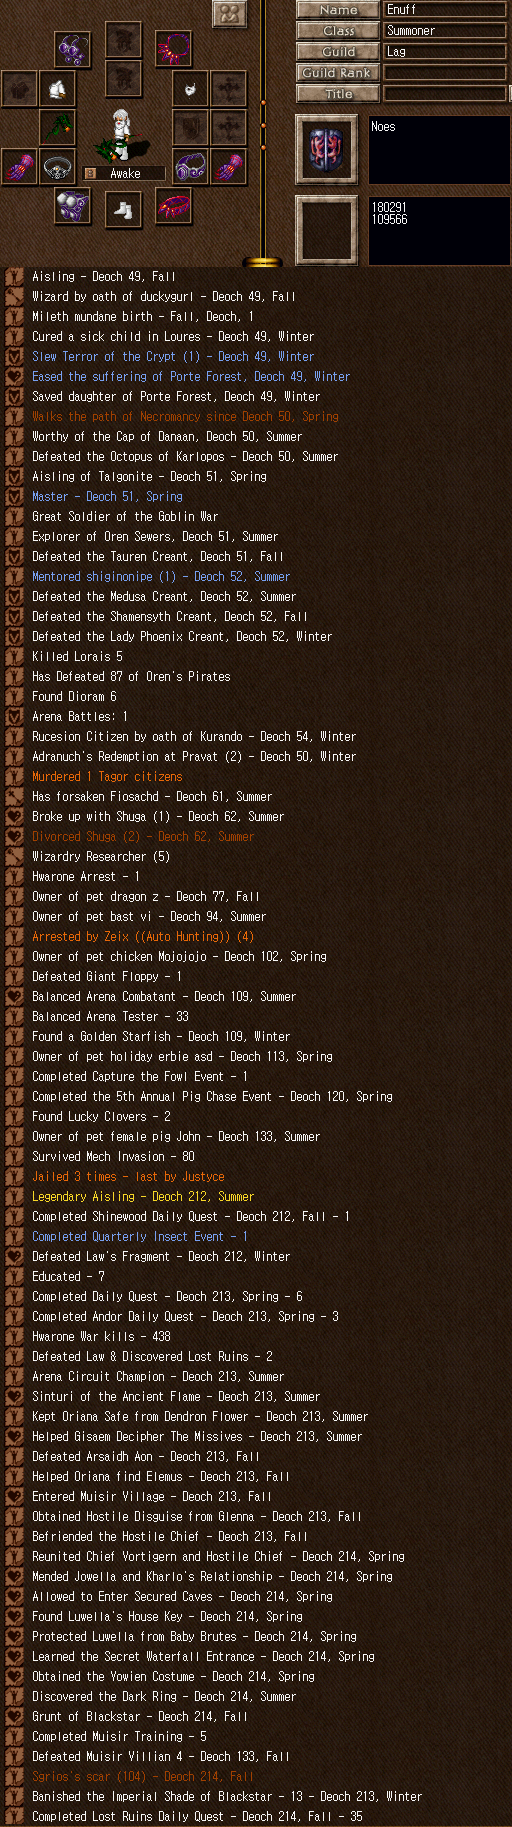 Name Enuff
Class Summoner
Guild Lag
Guild Rank
Title
Noes
Awake
180291
109566
Aisling - Deoch 49, Fall
Wizard by oath of duckygurl - Deoch 49, Fall
Mileth mundane birth - Fall, Deoch, 1
Cured a sick child in Loures - Deoch 49, Winter
Slew Terror of the Crypt (1) - Deoch 49, Winter
Eased the suffering of Porte Forest, Deoch 49, Winter
Saved daughter of Porte Forest, Deoch 49, Winter
Walks the path of Necromancy since Deoch 50, Spring
Worthy of the Cap of Danaan, Deoch 50, Summer
Defeated the Octopus of Karlopos - Deoch 50, Summer
Aisling of Talgonite - Deoch 51, Spring
Master - Deoch 51, Spring
Great Soldier of the Goblin War
Explorer of Oren Sewers, Deoch 51, Summer
Defeated the Tauren Creant, Deoch 51, Fall
Mentored shiginonipe (1) - Deoch 52, Summer
Defeated the Medusa Creant, Deoch 52, Summer
Defeated the Shamensyth Creant, Deoch 52, Fall
Defeated the Lady Phoenix Creant, Deoch 52, Winter
Killed Lorais 5
Has Defeated 87 of Oren's Pirates
Found Dioram 6
Arena Battles: 1
Rucesion Citizen by oath of Kurando - Deoch 54, Winter
Adranuch's Redemption at Pravat (2) - Deoch 50, Winter
Murdered 1 Tagor citizens
Has forsaken Fiosachd - Deoch 61, Summer
Broke up with Shuga (1) - Deoch 62, Summer
Divorced Shuga (2) - Deoch 62, Summer
Wizardry Researcher (5)
Hwarone Arrest - 1
Owner of pet dragon z - Deoch 77, Fall
Owner of pet bast vi - Deoch 94, Summer
Arrested by Zeix ((Auto Hunting)) (4)
Owner of pet chicken Mojojojo - Deoch 102, Spring
Defeated Giant Floppy - 1
Balanced Arena Combatant - Deoch 109, Summer
Balanced Arena Tester - 33
Found a Golden Starfish - Deoch 109, Winter
Owner of pet holiday erbie asd - Deoch 113, Spring
Completed Capture the Fowl Event - 1
Completed the 5th Annual Pig Chase Event - Deoch 120, Spring
Found Lucky Clovers - 2
Owner of pet female pig John - Deoch 133, Summer
Survived Mech Invasion - 80
Jailed 3 times - last by Justyce
Legendary Aisling - Deoch 212, Summer
Completed Shinewood Daily Quest - Deoch 212, Fall - 1
Completed Quarterly Insect Event - 1
Defeated Law's Fragment - Deoch 212, Winter
Educated - 7
Completed Daily Quest - Deoch 213, Spring - 6
Completed Andor Daily Quest - Deoch 213, Spring - 3
Hwarone War kills - 438
Defeated Law & Discovered Lost Ruins - 2
Arena Circuit Champion - Deoch 213, Summer
Sinturi of the Ancient Flame - Deoch 213, Summer
Kept Oriana Safe from Dendron Flower - Deoch 213, Summer
Helped Gisaem Decipher The Missives - Deoch 213, Summer
Defeated Arsaidh Aon - Deoch 213, Fall
Helped Oriana find Elemus - Deoch 213, Fall
Entered Muisir Village - Deoch 213, Fall
Obtained Hostile Disguise from Glenna - Deoch 213, Fall
Befriended the Hostile Chief - Deoch 213, Fall
Reunited Chief Vortigern and Hostile Chief - Deoch 214, Spring
Mended Jowella and Kharlo's Relationship - Deoch 214, Spring
Allowed to Enter Secured Caves - Deoch 214, Spring
Found Luwella's House Key - Deoch 214, Spring
Protected Luwella from Baby Brutes - Deoch 214, Spring
Learned the Secret Waterfall Entrance - Deoch 214, Spring
Obtained the Yowien Costume - Deoch 214, Spring
Discovered the Dark Ring - Deoch 214, Summer
Grunt of Blackstar - Deoch 214, Fall
Completed Muisir Training - 5
Defeated Muisir Villian 4 - Deoch 133, Fall
Sgrios's scar (104) - Deoch 214, Fall
Banished the Imperial Shade of Blackstar - 13 - Deoch 213, Winter
Completed Lost Ruins Daily Quest - Deoch 214, Fall - 35